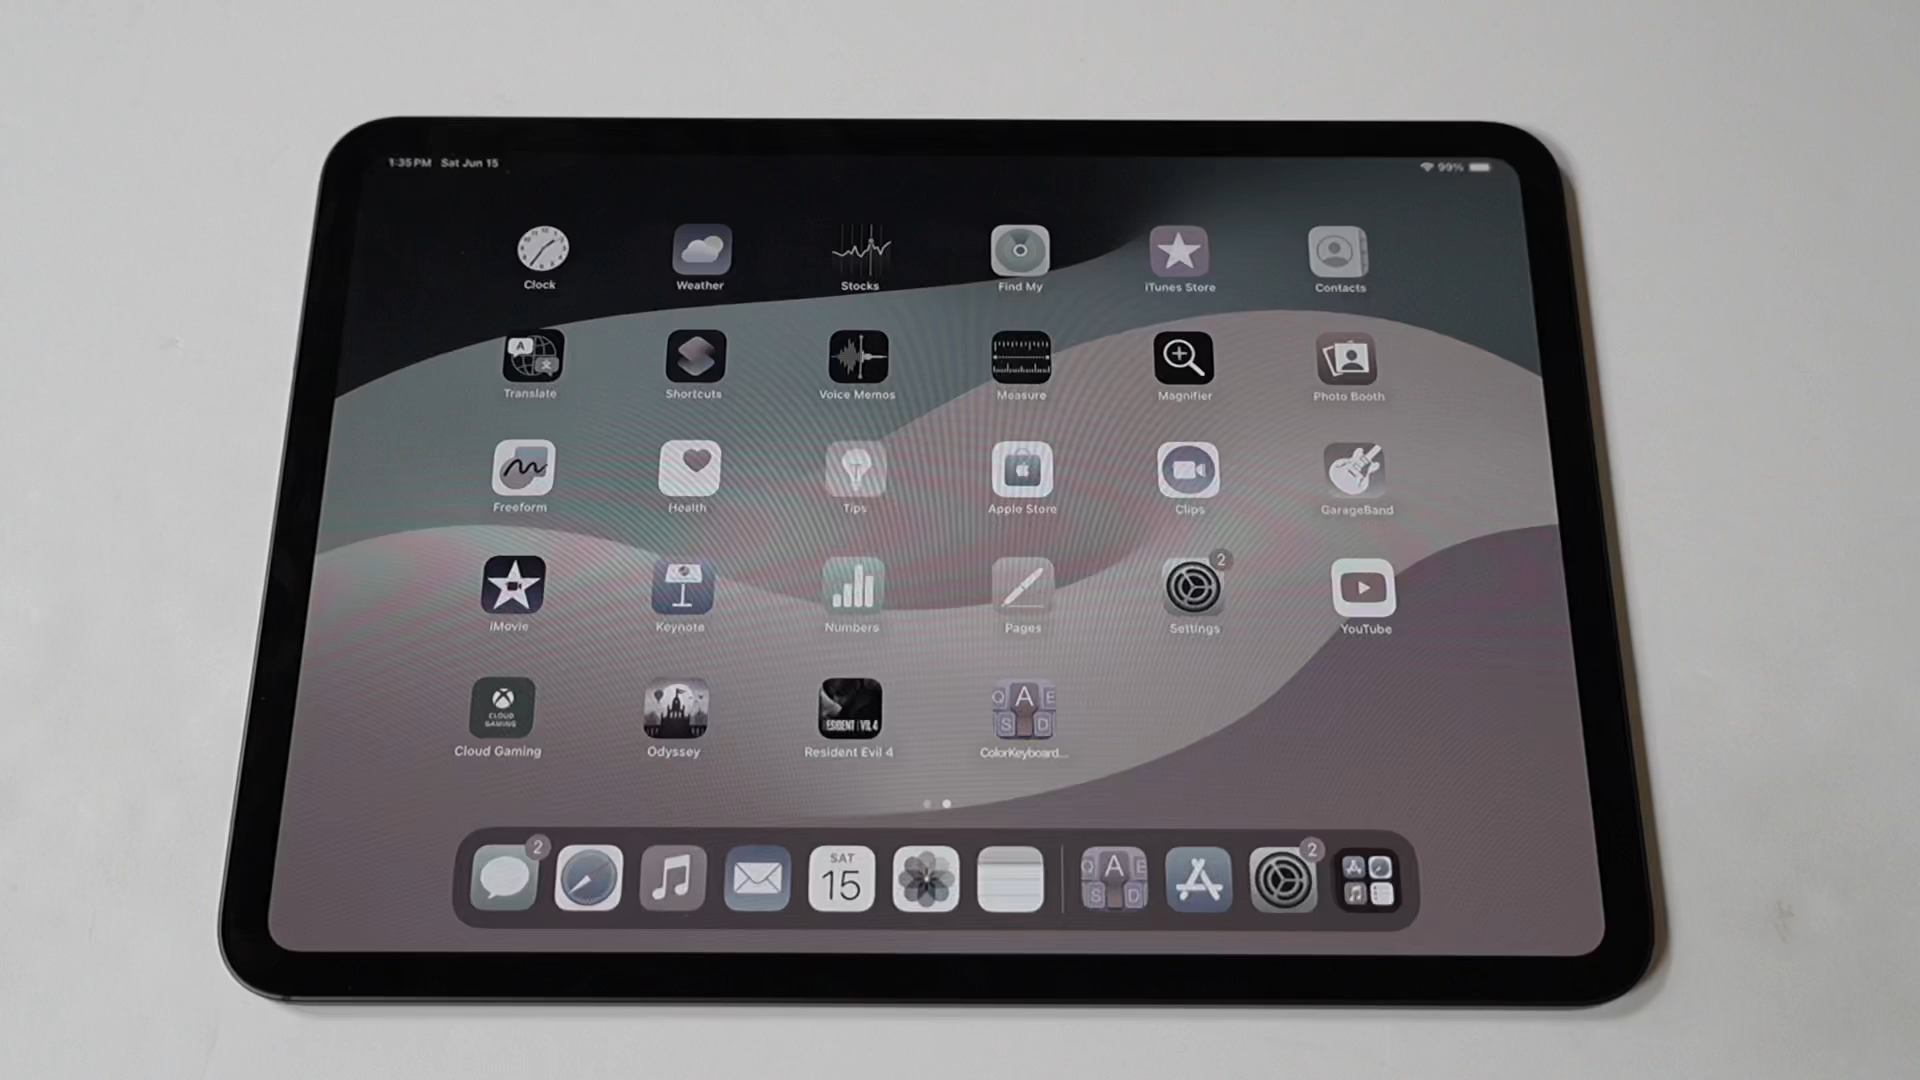 1:35 PM Sat Jun 15
99%
Clock
Weather
Stocks
Find My
iTunes Store
Contacts
A
Translate
Shortcuts
Voice Memos
Measure
Magnifier
Photo Booth
Freeform
Health
Tips
Apple Store
Clips
GarageBand
iMovie
Keynote
Numbers
Pages
2
Settings
YouTube
CLOUD
GAMING
Cloud Gaming
Odyssey
Resident Evil 4
Q A E
S D
ColorKeyboard...
2
SAT
15
Q A E
S D
2